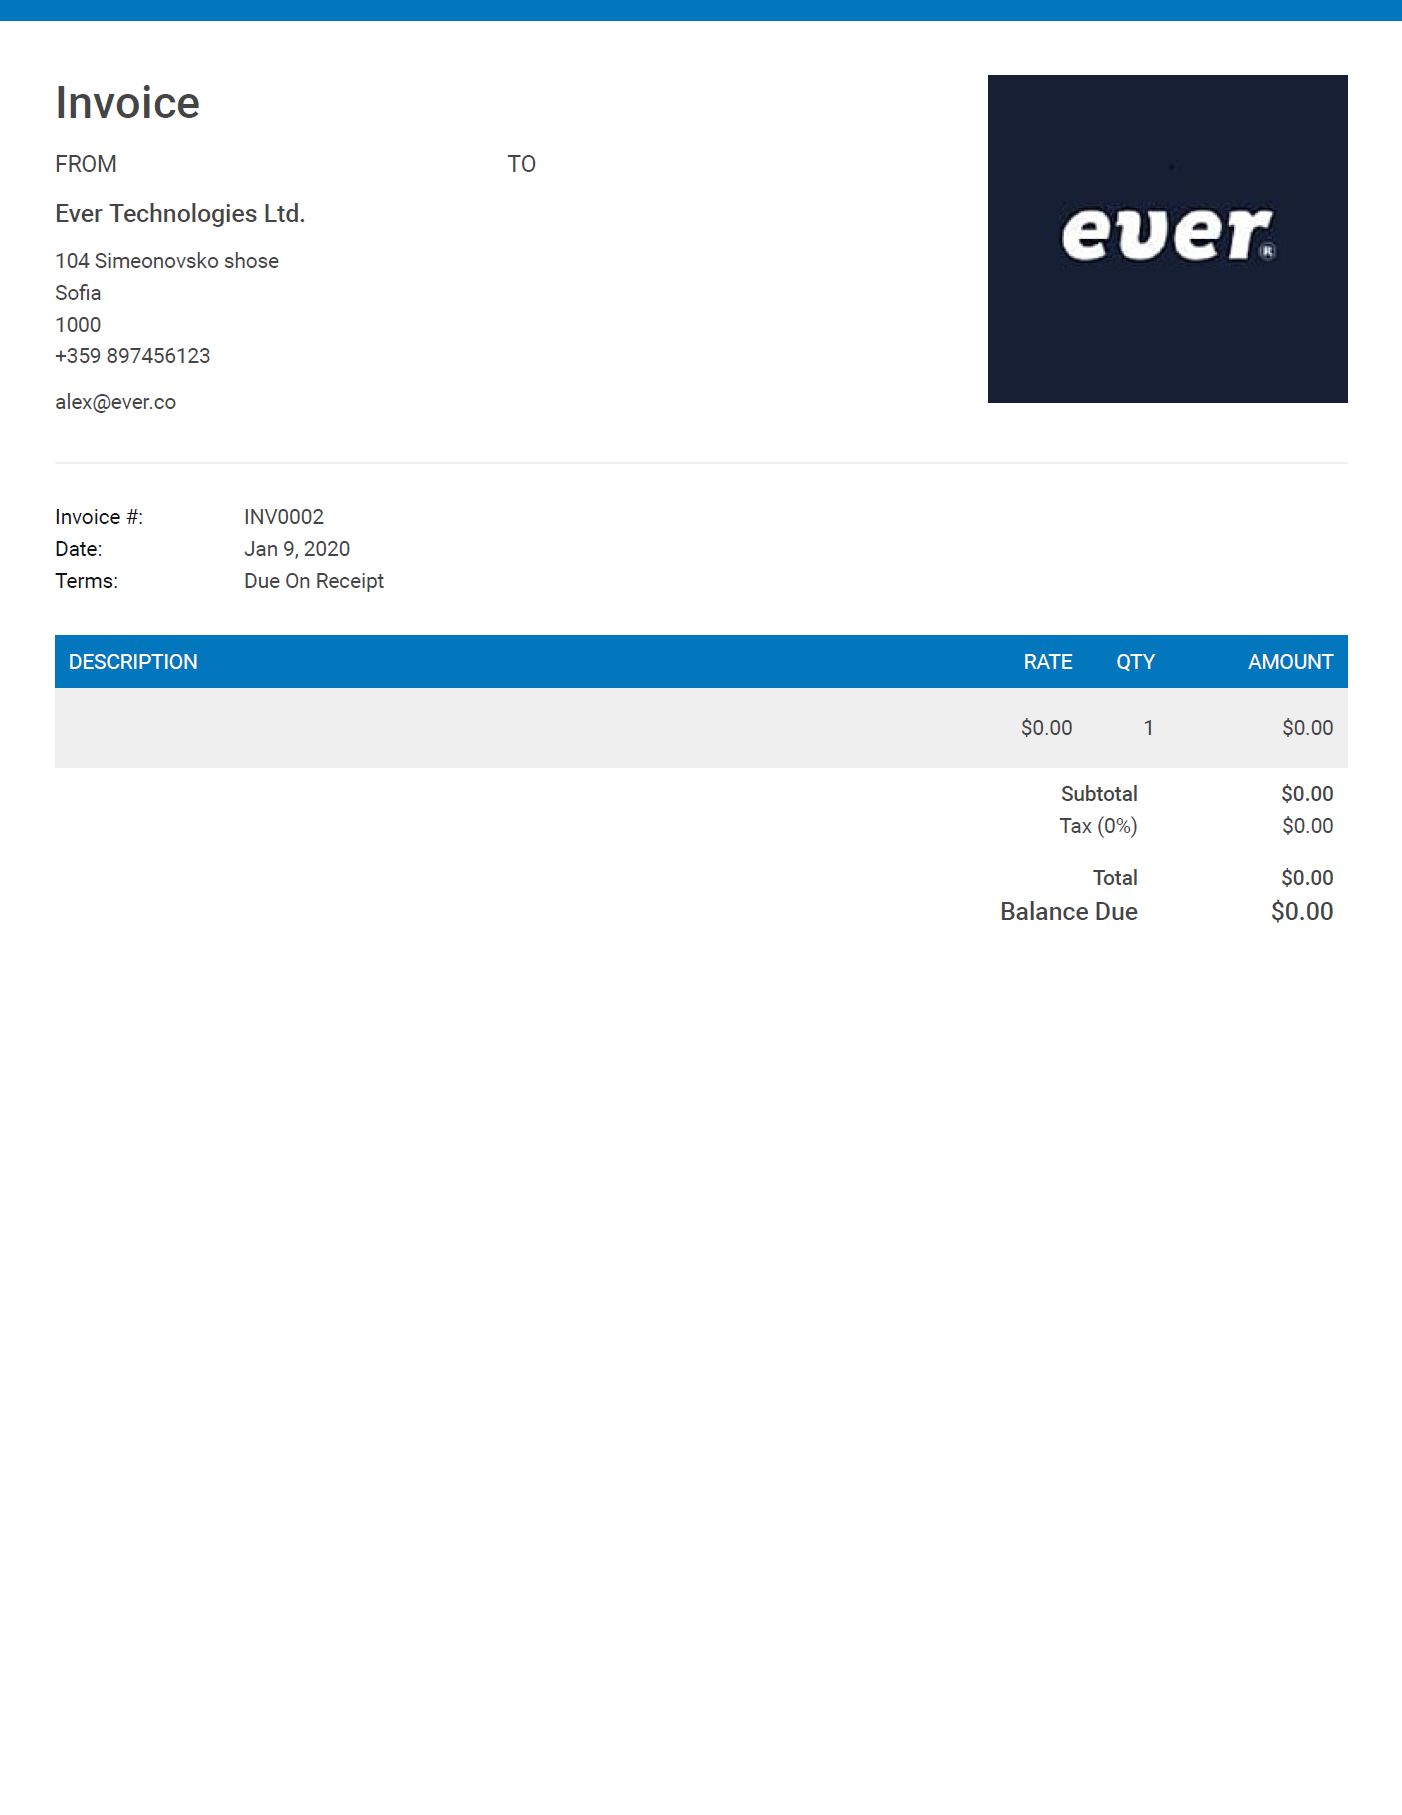 Invoice
FROM
TO
Ever Technologies Ltd.
104 Simeonovsko shose
Sofia
1000
+359 897456123
alex@ever.co
ever®
Invoice #: INV0002
Date: Jan 9, 2020
Terms: Due On Receipt
DESCRIPTION RATE QTY AMOUNT
$0.00 1 $0.00
Subtotal $0.00
Tax (0%) $0.00
Total $0.00
Balance Due $0.00